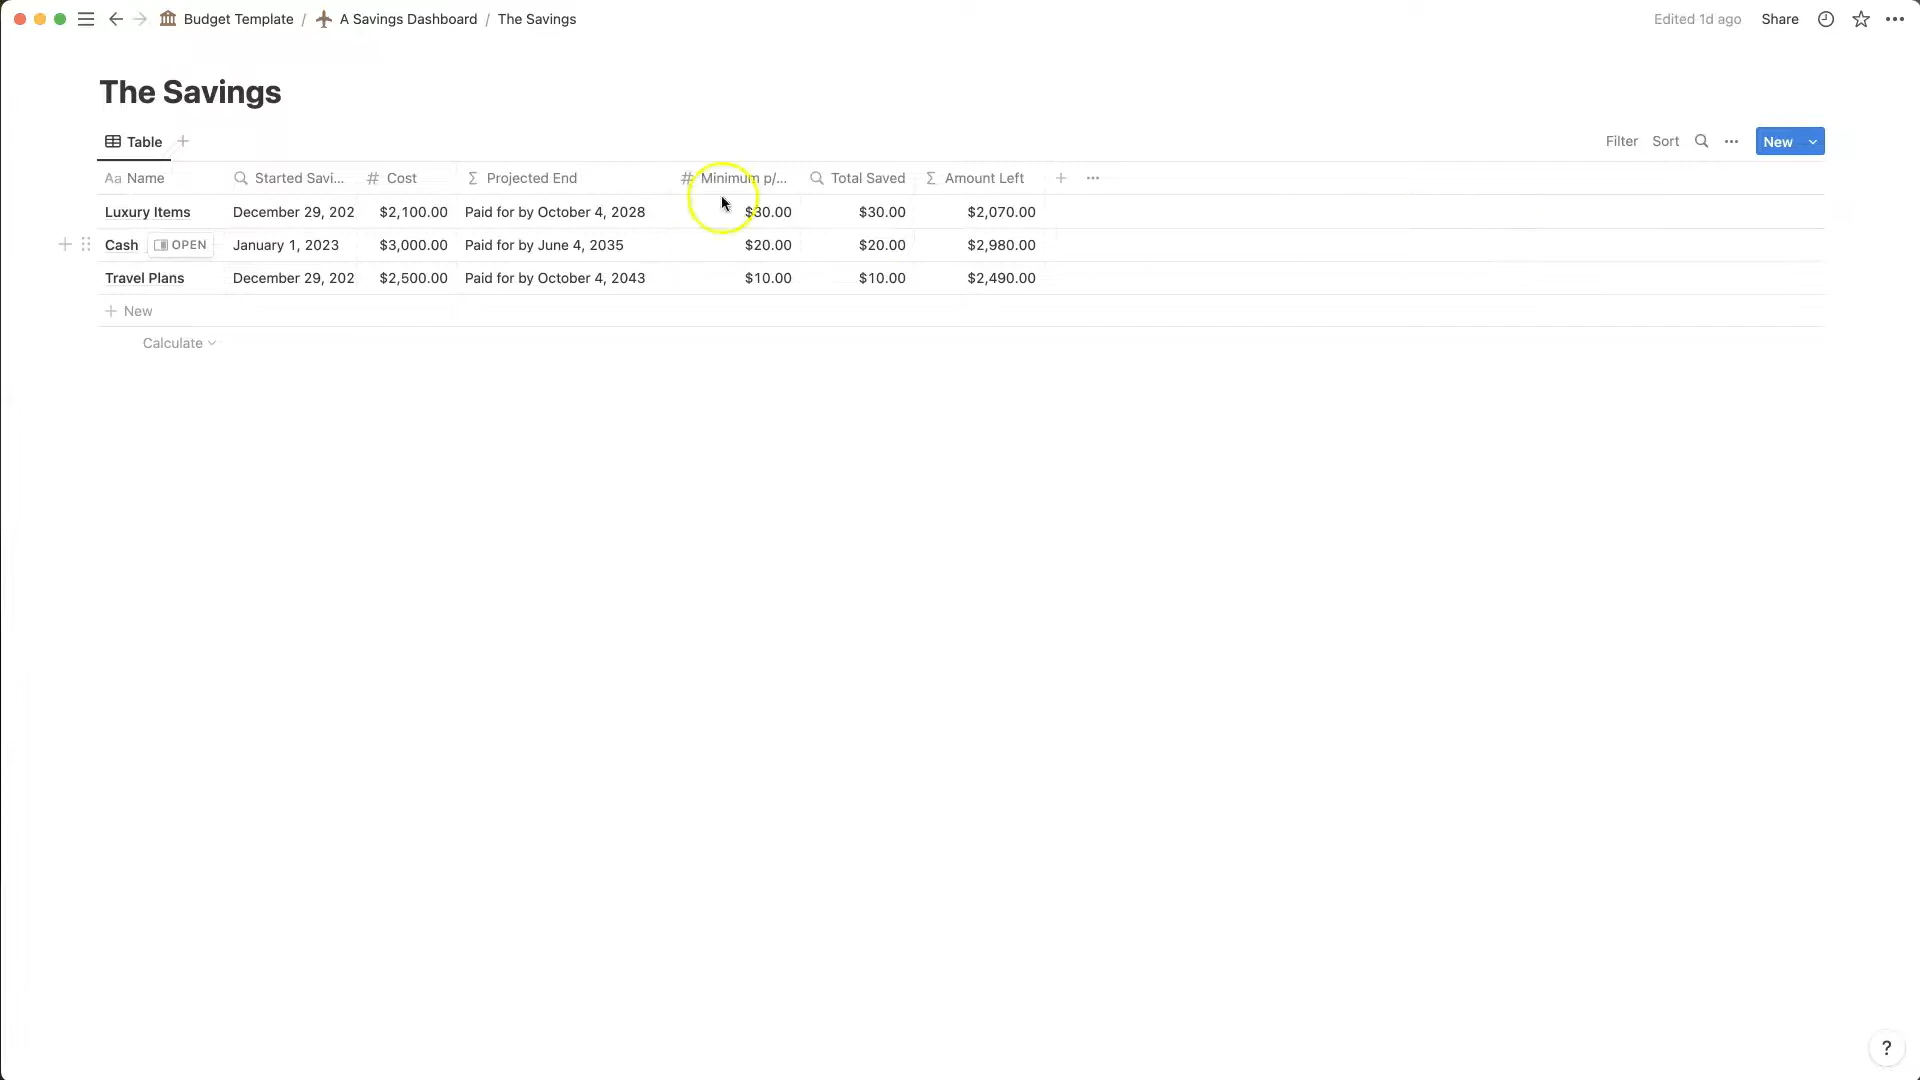 Budget Template / A Savings Dashboard / The Savings
Edited 1d ago Share
The Savings
Table
Filter Sort New
Aa Name Started Savi... # Cost Σ Projected End # Minimum p/... Total Saved Σ Amount Left
Luxury Items December 29, 202 $2,100.00 Paid for by October 4, 2028 $30.00 $30.00 $2,070.00
Cash OPEN January 1, 2023 $3,000.00 Paid for by June 4, 2035 $20.00 $20.00 $2,980.00
Travel Plans December 29, 202 $2,500.00 Paid for by October 4, 2043 $10.00 $10.00 $2,490.00
+ New
Calculate
?